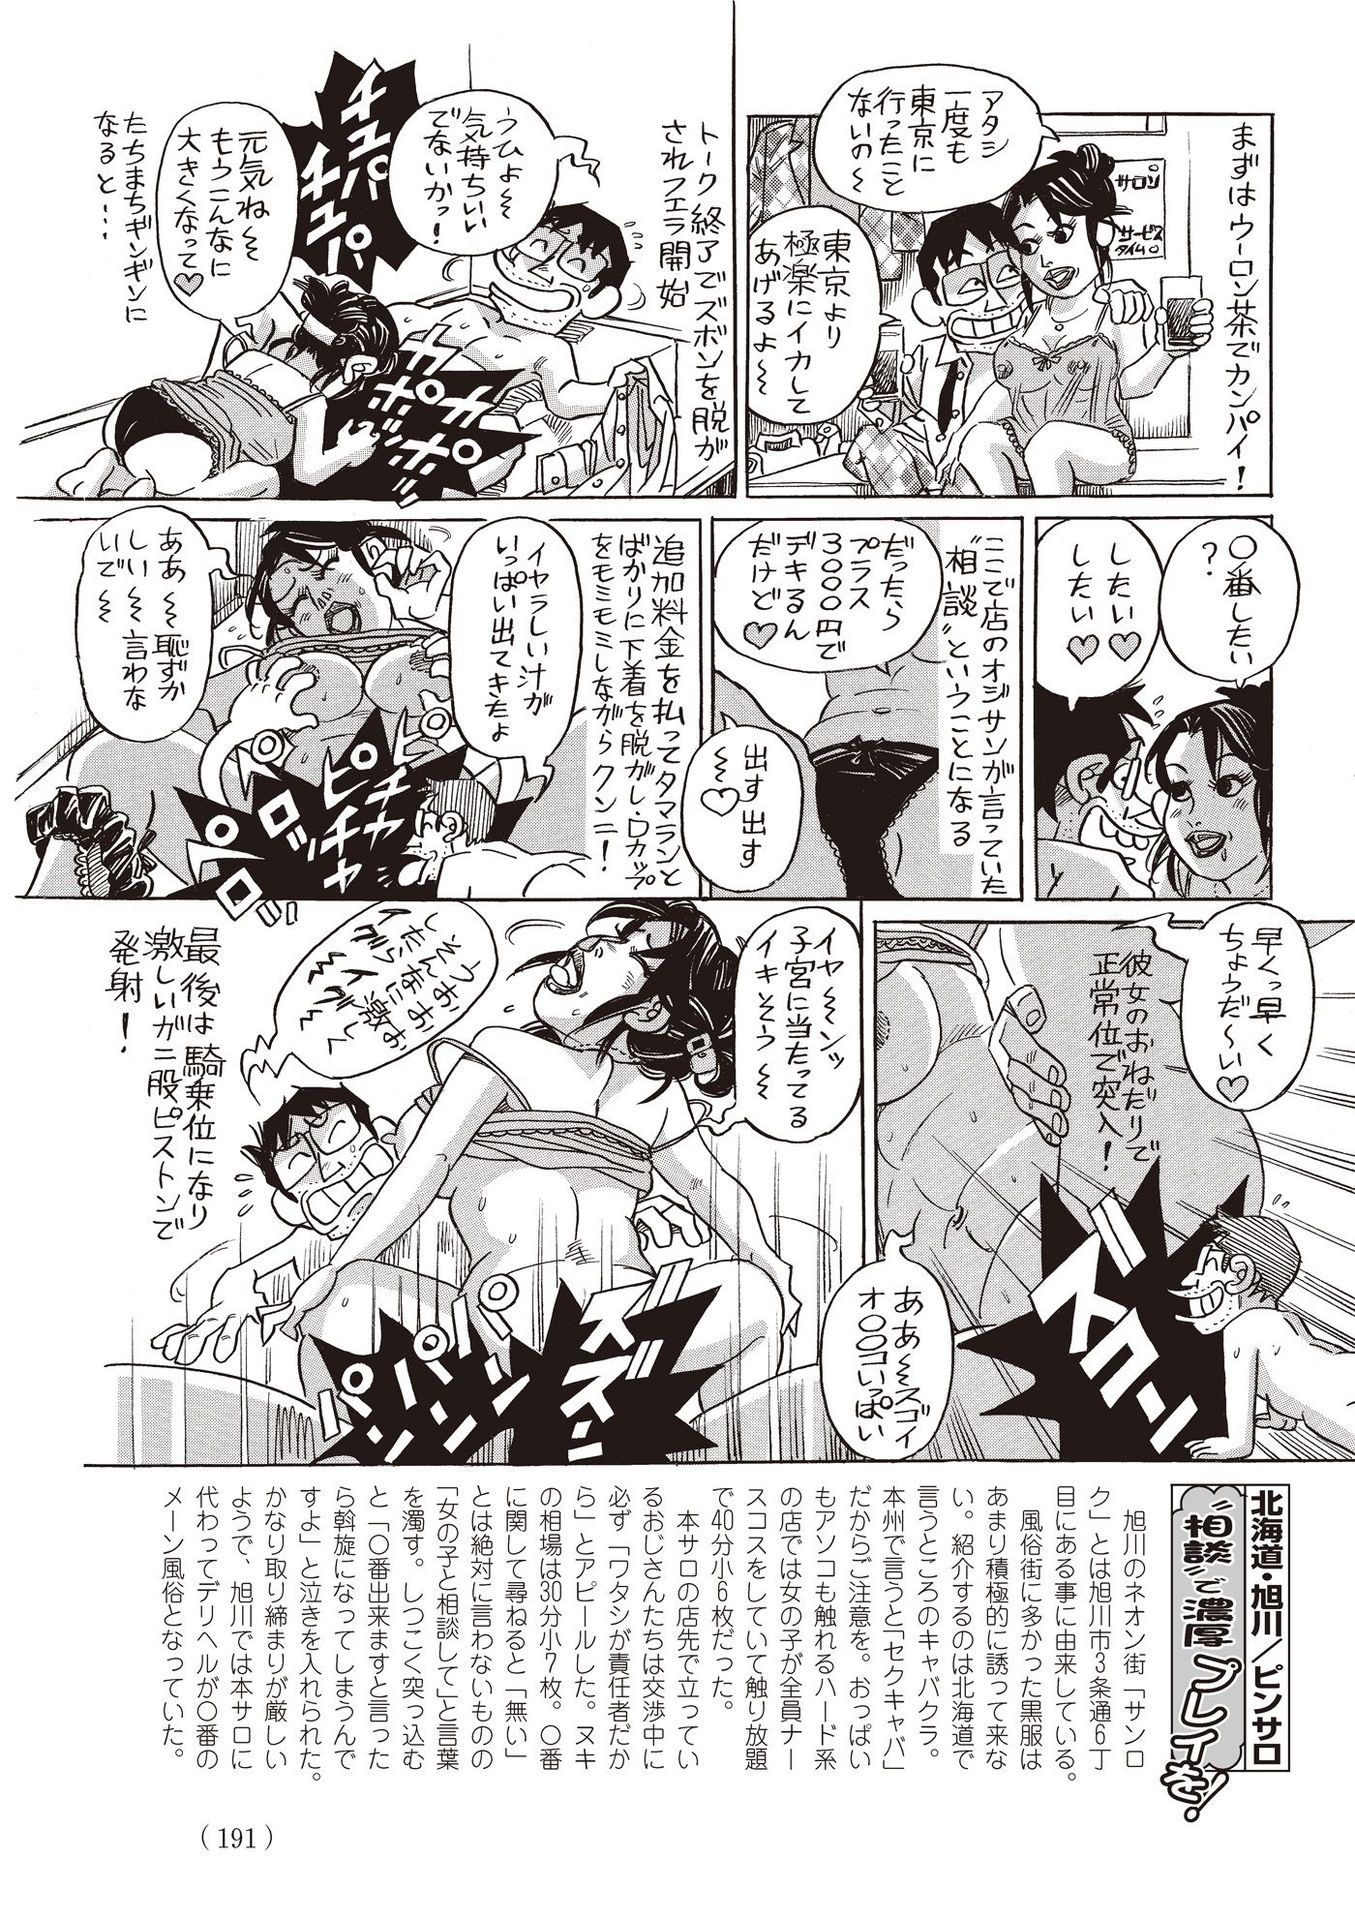 まずはウーロン茶でカンパイ！
アタシ
一度も
東京に
行ったこと
ないの～
東京より
極楽にイカして
あげるよ～
サロン
サービス
タイム
トーク終了でズボンを脱が
されフェラ開始
うひょ～
気持ちいい
でないか～！
チュパ
チュパ
元気ね～
もうこんなに
大きくなって♡
カポッ
たちまちギンギンに
なると・・・
〇番したい
？
したい♡
したい♡
ここで店のオジサンが言っていた
“相談”ということになる
だったら
プラス
3000円で
デキるん
だけど♡
出す出す
～～♡
追加料金を払ってタマランと
ばかりに下着を脱がし・Dカップ
をモミモミしながらクンニ！
イヤラしい汁が
いっぱい出てきたよ
ああ～恥ずか
しい～言わな
いで～
ピチャ
ピチャ
ペロ
ペロッ
早くっ早く
ちょうだ～い♡
彼女のおねだりで
正常位で突入！
ズコン
ああ～スゴイ
オ〇〇コいっぱい
イヤ～ンッ
子宮に当たってる
イキそう～
うおおお
そんなに激
しくしたら
イグ
ズン
ズン
パン
パン
最後は騎乗位になり
激しいガニ股ピストンで
発射！
北海道・旭川／ピンサロ
“相談”で濃厚プレイを！
旭川のネオン街「サンロ
ク」とは旭川市3条通6丁
目にある事に由来している。
風俗街に多かった黒服は
あまり積極的に誘って来な
い。紹介するのは北海道で
言うところのキャバクラ。
本州で言うと「セクキャバ」
だからご注意を。おっぱい
もアソコも触れるハード系
の店では女の子が全員ナー
スコスをしていて触り放題
で40分小6枚だった。
本サロの店先で立ってい
るおじさんたちは交渉中に
必ず「ワタシが責任者だか
ら」とアピールした。ヌキ
の相場は30分小7枚。〇番
に関して尋ねると「無い」
とは絶対に言わないものの
「女の子と相談して」と言葉
を濁す。しつこく突っ込む
と「〇番出来ますと言った
ら斡旋になってしまうんで
すよ」と泣きを入れられた。
かなり取り締まりが厳しい
ようで、旭川では本サロに
代わってデリヘルが〇番の
メーン風俗となっていた。
（191）